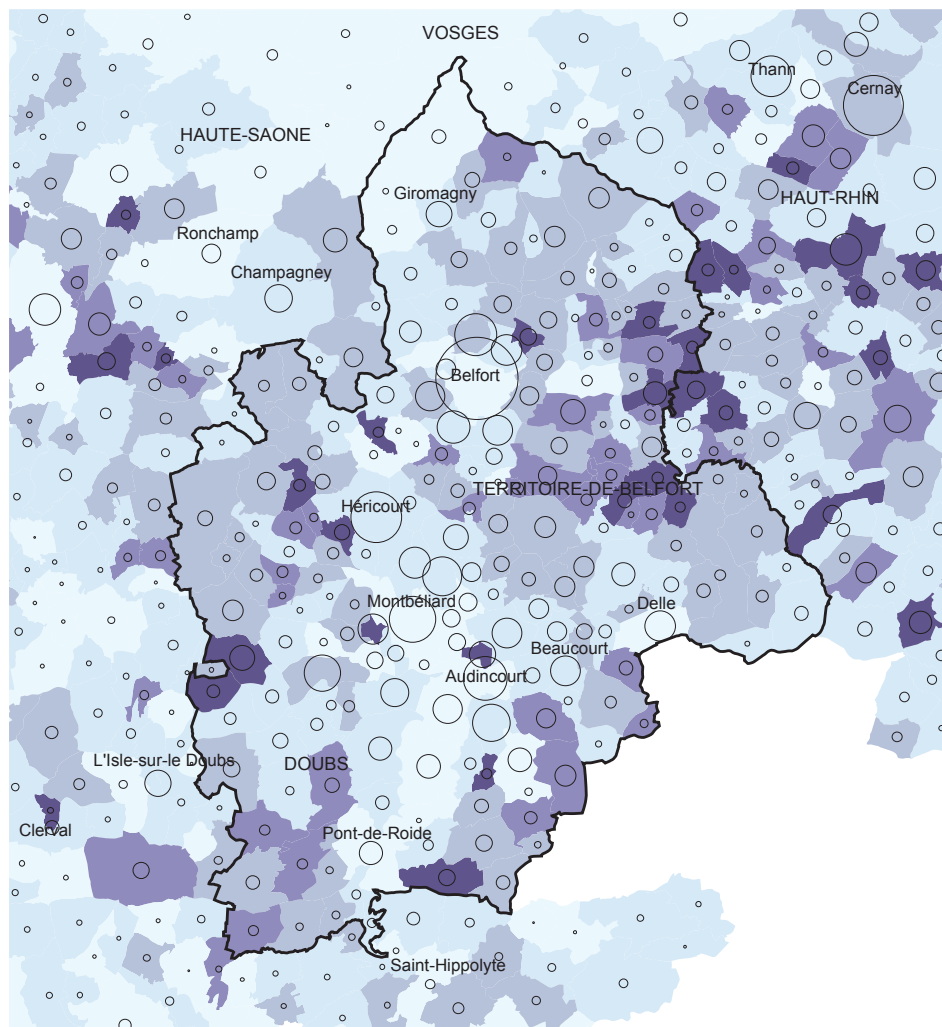 VOSGES
Thann
Cernay
HAUTE-SAONE
Giromagny
HAUT-RHIN
Ronchamp
Champagney
Belfort
TERRITOIRE-DE-BELFORT
Héricourt
Montbéliard
Delle
Beaucourt
Audincourt
L'Isle-sur-le Doubs
DOUBS
Clerval
Pont-de-Roide
Saint-Hippolyte